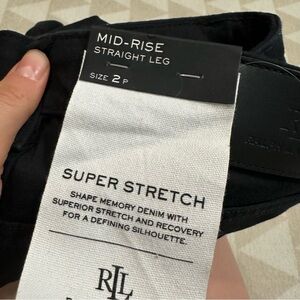 MID-RISE
STRAIGHT LEG
SIZE 2P
SUPER STRETCH
SHAPE MEMORY DENIM WITH
SUPERIOR STRETCH AND RECOVERY
FOR A DEFINING SILHOUETTE.
RLL